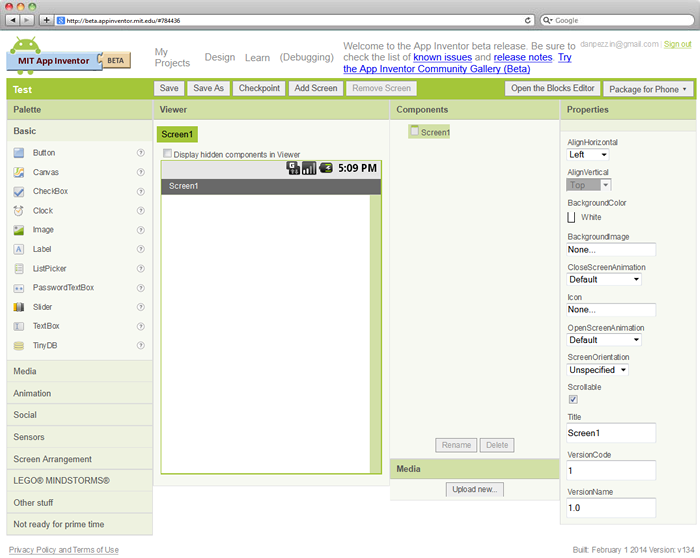 http://beta.appinventor.mit.edu/#784436
Google
MIT App Inventor BETA
My Projects
Design
Learn
(Debugging)
Welcome to the App Inventor beta release. Be sure to
check the list of known issues and release notes. Try
the App Inventor Community Gallery (Beta)
danpezzin@gmail.com | Sign out
Test
Save
Save As
Checkpoint
Add Screen
Remove Screen
Open the Blocks Editor
Package for Phone
Palette
Basic
Button
?
Canvas
?
CheckBox
?
Clock
?
Image
?
Label
?
ListPicker
?
PasswordTextBox
?
Slider
?
TextBox
?
TinyDB
?
Media
Animation
Social
Sensors
Screen Arrangement
LEGO® MINDSTORMS®
Other stuff
Not ready for prime time
Viewer
Screen1
Display hidden components in Viewer
5:09 PM
Screen1
Components
Screen1
Rename
Delete
Media
Upload new...
Properties
AlignHorizontal
Left
AlignVertical
Top
BackgroundColor
White
BackgroundImage
None...
CloseScreenAnimation
Default
Icon
None...
OpenScreenAnimation
Default
ScreenOrientation
Unspecified
Scrollable
Title
Screen1
VersionCode
1
VersionName
1.0
Privacy Policy and Terms of Use
Built: February 1 2014 Version: v134